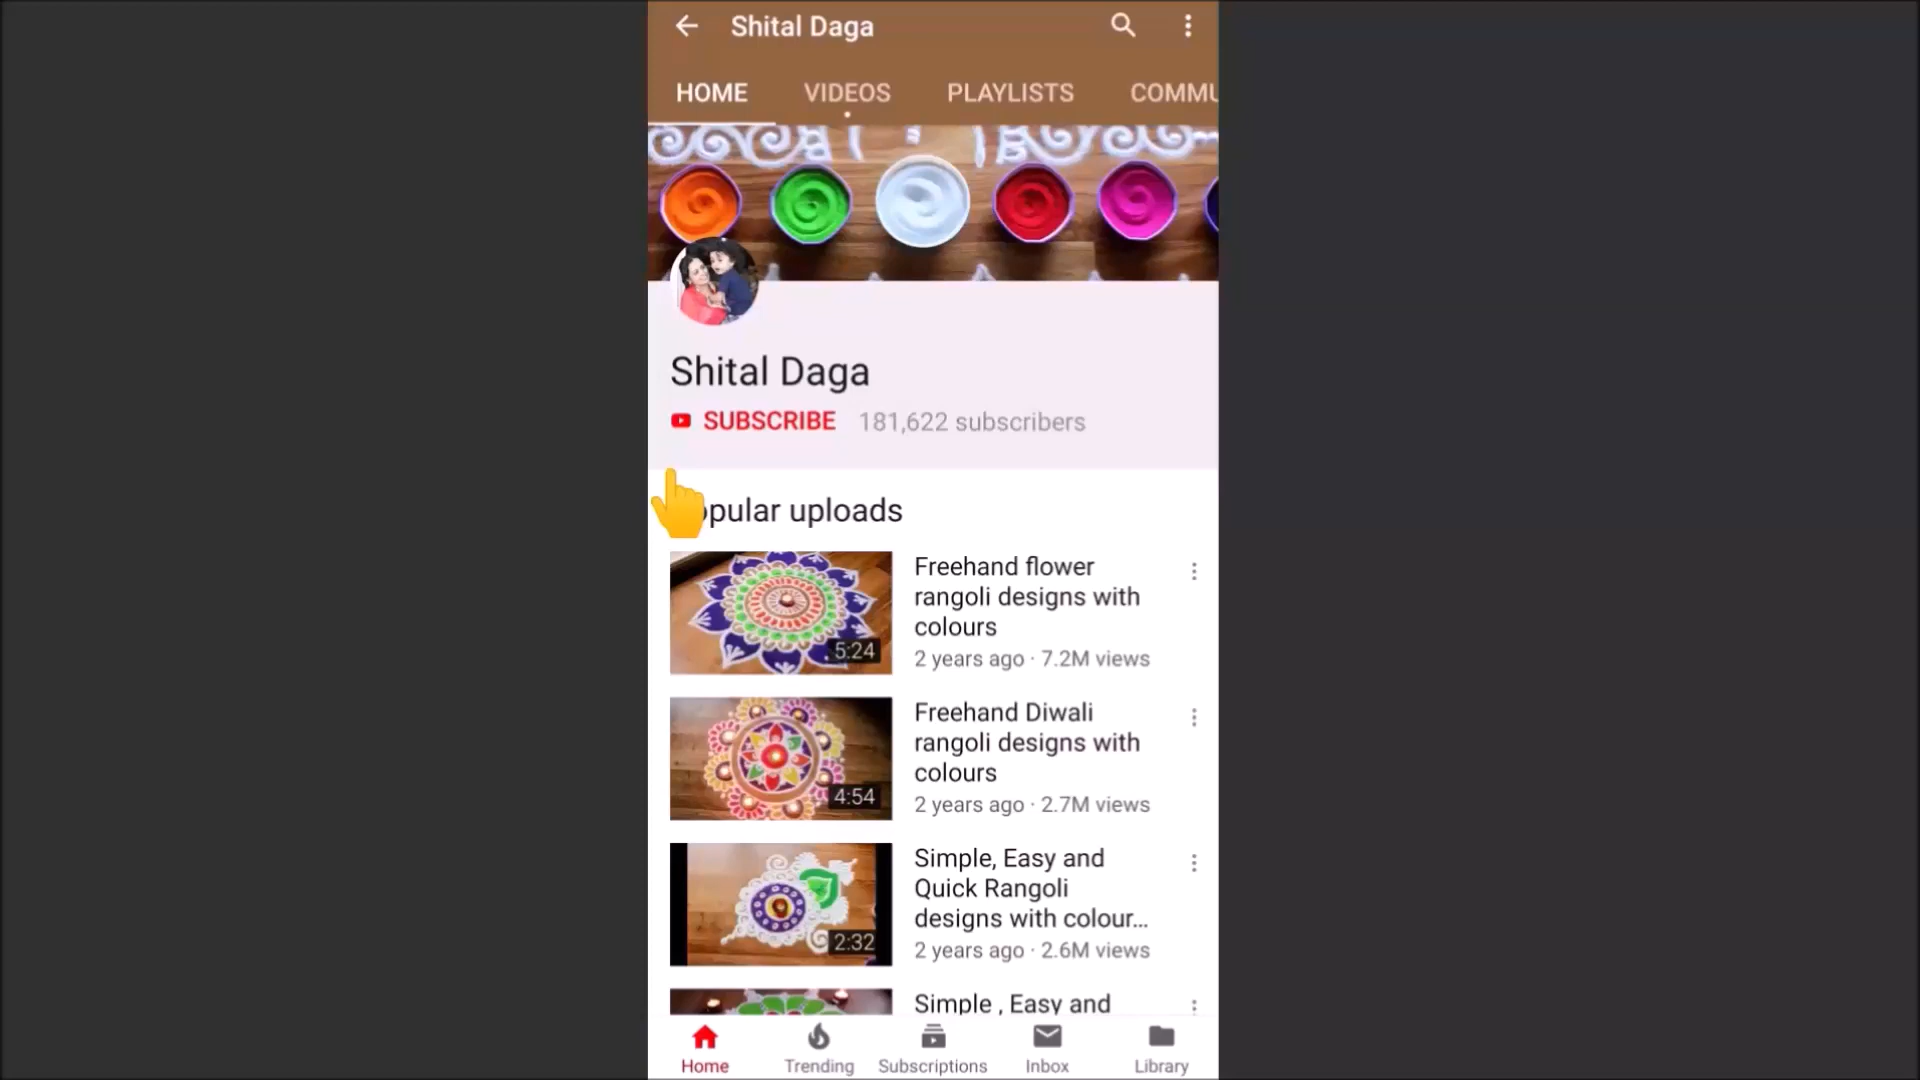 Shital Daga
HOME VIDEOS PLAYLISTS COMMU
Shital Daga
SUBSCRIBE 181,622 subscribers
opular uploads
Freehand flower
rangoli designs with
colours
2 years ago · 7.2M views
5:24
Freehand Diwali
rangoli designs with
colours
2 years ago · 2.7M views
4:54
Simple, Easy and
Quick Rangoli
designs with colour...
2 years ago · 2.6M views
2:32
Simple , Easy and
Home Trending Subscriptions Inbox Library